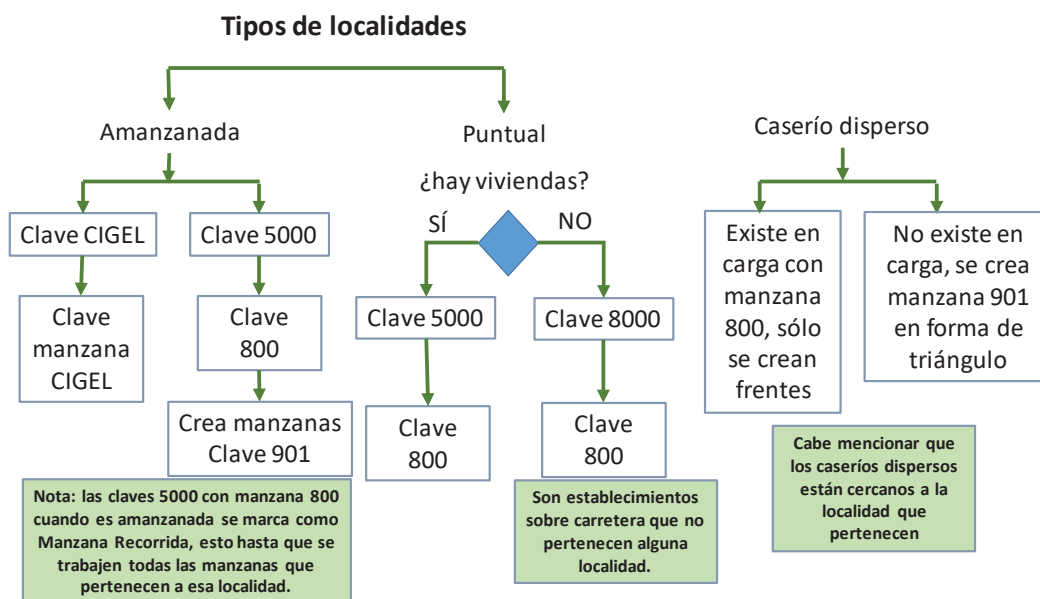 Tipos de localidades
Amanzanada
Puntual
Caserío disperso
¿hay viviendas?
SÍ
NO
Clave CIGEL
Clave 5000
Clave
manzana
CIGEL
Clave
800
Crea manzanas
Clave 901
Clave 5000
Clave 8000
Clave
800
Clave
800
Existe en
carga con
manzana
800, sólo
se crean
frentes
No existe en
carga, se crea
manzana 901
en forma de
triángulo
Nota: las claves 5000 con manzana 800
cuando es amanzanada se marca como
Manzana Recorrida, esto hasta que se
trabajen todas las manzanas que
pertenecen a esa localidad.
Son establecimientos
sobre carretera que no
pertenecen alguna
localidad.
Cabe mencionar que
los caseríos dispersos
están cercanos a la
localidad que
pertenecen